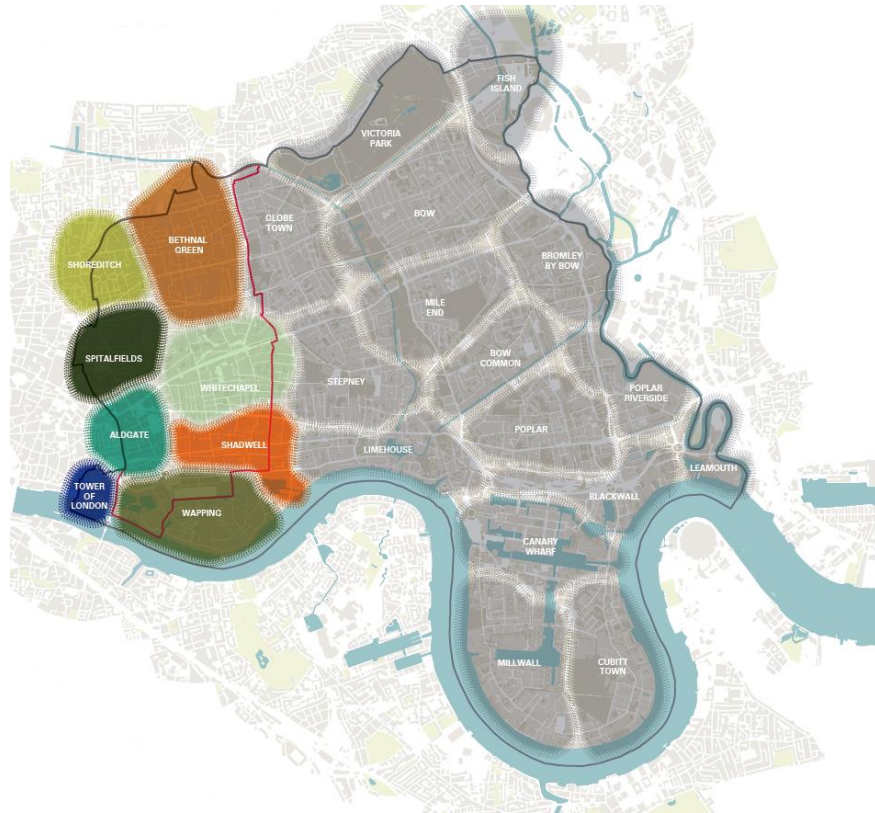 FISH
ISLAND
VICTORIA
PARK
GLOBE
TOWN
BOW
BETHNAL
GREEN
SHOREDITCH
BROMLEY
BY BOW
MILE
END
SPITALFIELDS
WHITECHAPEL
STEPNEY
BOW
COMMON
POPLAR
RIVERSIDE
ALDGATE
SHADWELL
LIMEHOUSE
POPLAR
LEAMOUTH
TOWER
OF
LONDON
WAPPING
BLACKWALL
CANARY
WHARF
MILLWALL
CUBITT
TOWN